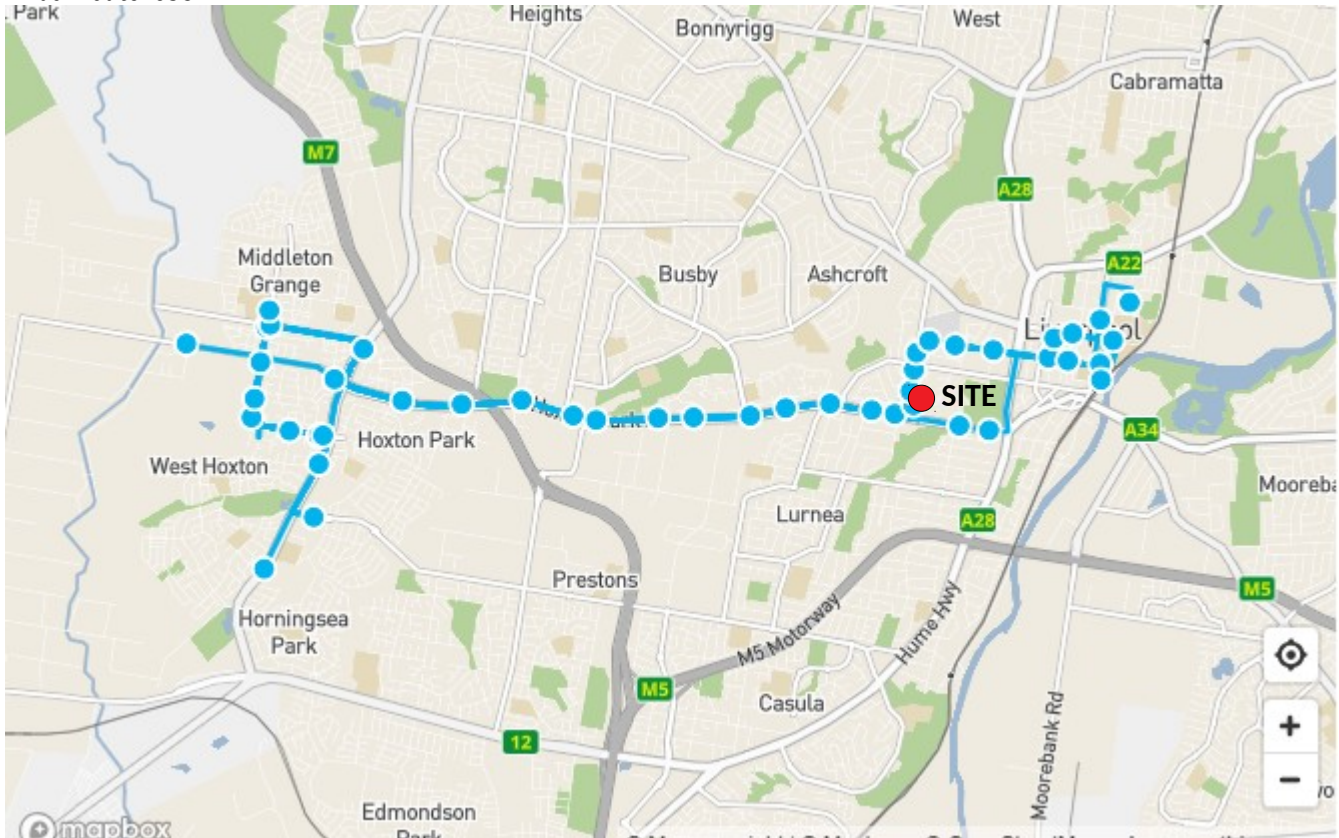 Park
Heights
Bonnyrigg
West
Cabramatta
M7
A28
Middleton
Grange
Busby
Ashcroft
A22
SITE
Hoxton Park
A34
West Hoxton
Mooreba
Lurnea
A28
Prestons
M5
Horningsea
Park
M5 Motorway
Hume Hwy
M5
Casula
Moorebank Rd
12
Edmondson
mapbox